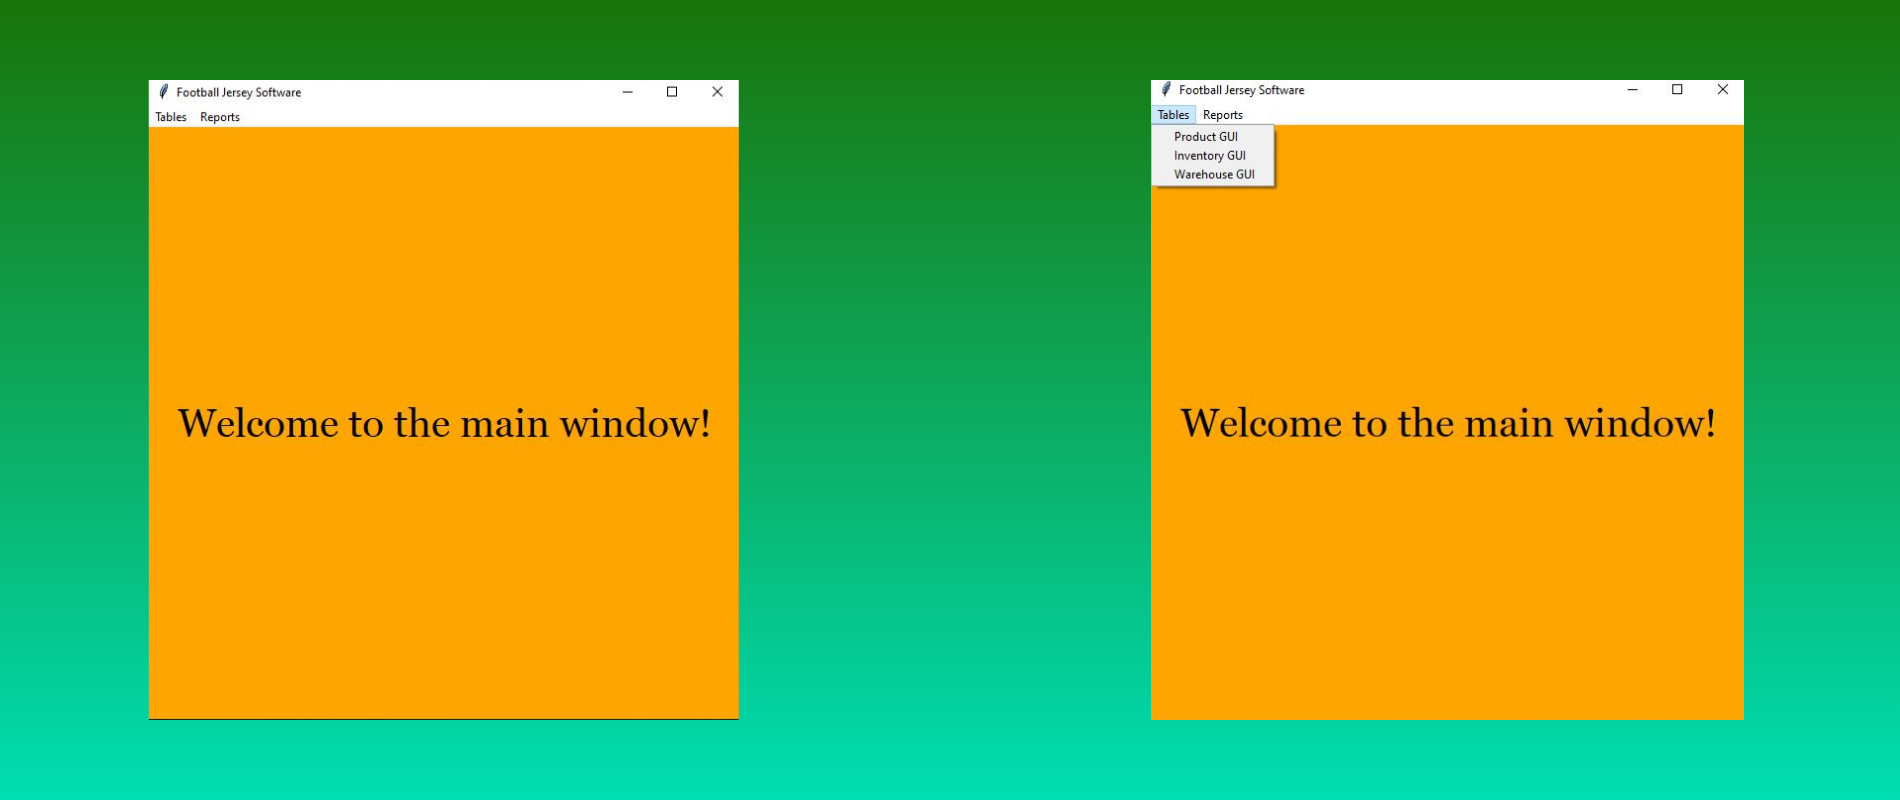 Football Jersey Software
Tables Reports
Welcome to the main window!
Football Jersey Software
Tables Reports
Product GUI
Inventory GUI
Warehouse GUI
Welcome to the main window!